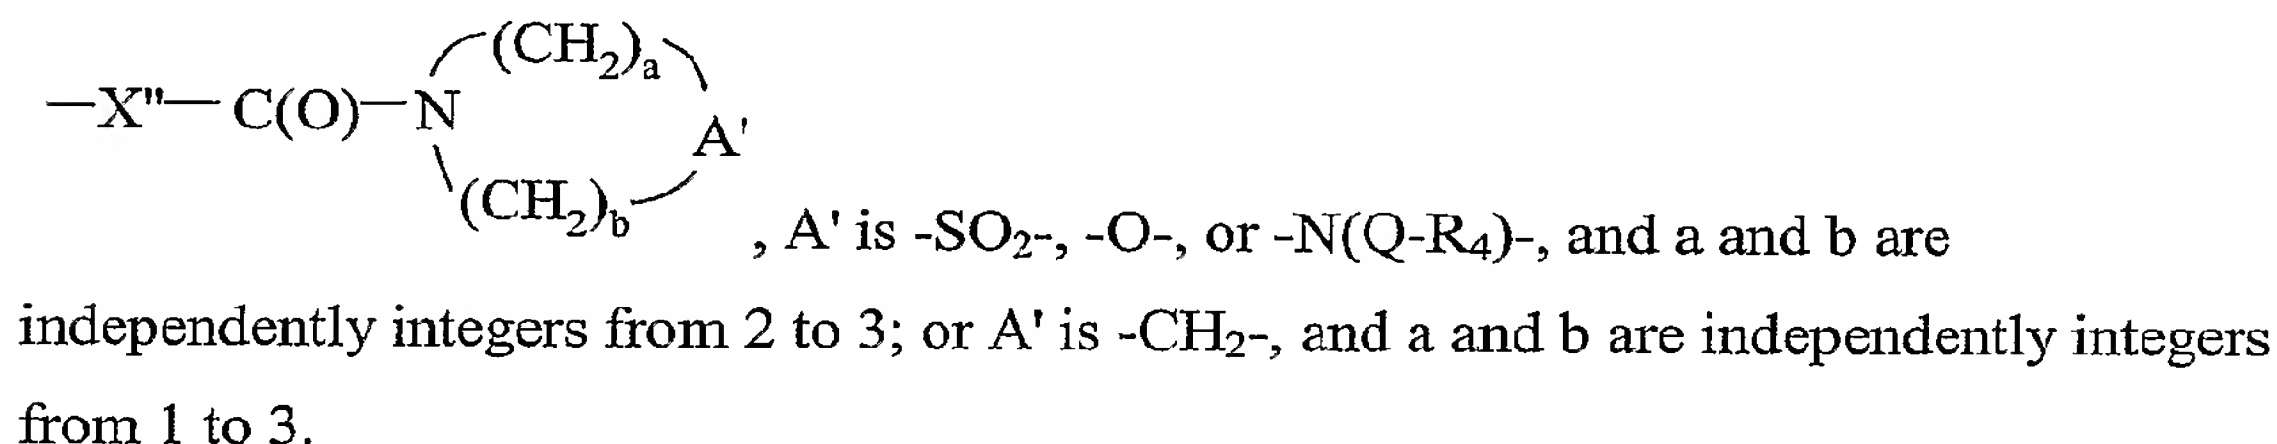 (CH₂)ₐ
—X"—C(O)—N
A'
(CH₂)b
, A' is -SO₂-, -O-, or -N(Q-R₄)-, and a and b are
independently integers from 2 to 3; or A' is -CH₂-, and a and b are independently integers
from 1 to 3.